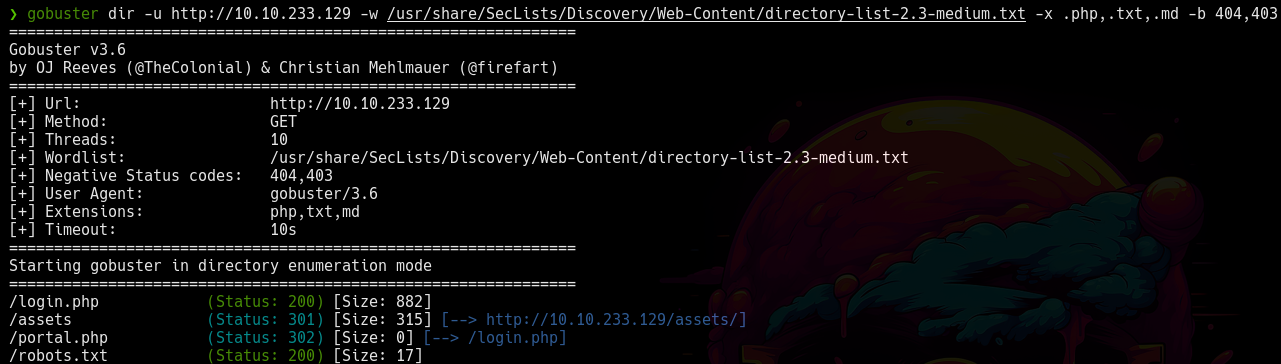 ❯ gobuster dir -u http://10.10.233.129 -w /usr/share/SecLists/Discovery/Web-Content/directory-list-2.3-medium.txt -x .php,.txt,.md -b 404,403
===============================================================
Gobuster v3.6
by OJ Reeves (@TheColonial) & Christian Mehlmauer (@firefart)
===============================================================
[+] Url:                     http://10.10.233.129
[+] Method:                  GET
[+] Threads:                 10
[+] Wordlist:                /usr/share/SecLists/Discovery/Web-Content/directory-list-2.3-medium.txt
[+] Negative Status codes:   404,403
[+] User Agent:              gobuster/3.6
[+] Extensions:              php,txt,md
[+] Timeout:                 10s
===============================================================
Starting gobuster in directory enumeration mode
===============================================================
/login.php            (Status: 200) [Size: 882]
/assets               (Status: 301) [Size: 315] [--> http://10.10.233.129/assets/]
/portal.php           (Status: 302) [Size: 0] [--> /login.php]
/robots.txt           (Status: 200) [Size: 17]